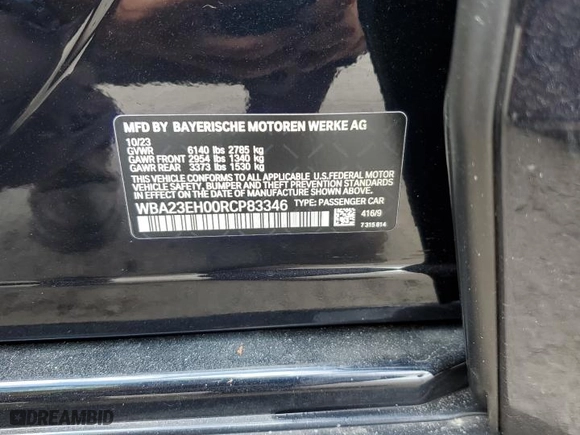 MFD BY BAYERISCHE MOTOREN WERKE AG
10/23
GVWR 6140 lbs 2785 kg
GAWR FRONT 2954 lbs 1340 kg
GAWR REAR 3373 lbs 1530 kg
THIS VEHICLE CONFORMS TO ALL APPLICABLE U.S.FEDERAL MOTOR
VEHICLE SAFETY, BUMPER, AND THEFT PREVENTION STANDARDS
IN EFFECT ON THE DATE OF MANUFACTURE SHOWN ABOVE.
WBA23EH00RCP83346 TYPE: PASSENGER CAR
416/9
7 315 814
DREAMBID